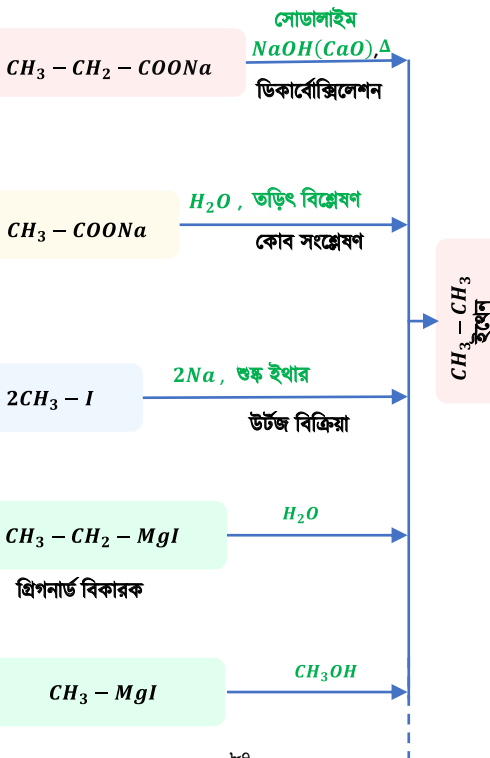 সোডালাইম
NaOH(CaO),Δ
CH₃ − CH₂ − COONa
ডিকার্বোক্সিলেশন
H₂O , তড়িৎ বিশ্লেষণ
CH₃ − COONa
কোব সংশ্লেষণ
CH₃ − CH₃
ইথেন
2Na , শুষ্ক ইথার
2CH₃ − I
উর্টজ বিক্রিয়া
H₂O
CH₃ − CH₂ − MgI
গ্রিগনার্ড বিকারক
CH₃OH
CH₃ − MgI